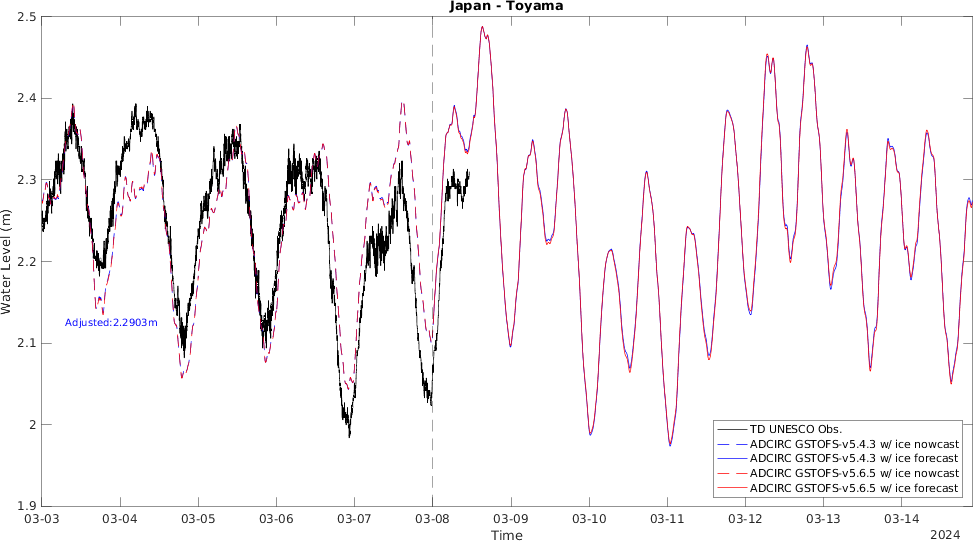 Japan - Toyama
Water Level (m)
2.5
2.4
2.3
2.2
2.1
2
1.9
Adjusted:2.2903m
TD UNESCO Obs.
ADCIRC GSTOFS-v5.4.3 w/ ice nowcast
ADCIRC GSTOFS-v5.4.3 w/ ice forecast
ADCIRC GSTOFS-v5.6.5 w/ ice nowcast
ADCIRC GSTOFS-v5.6.5 w/ ice forecast
03-03 03-04 03-05 03-06 03-07 03-08 03-09 03-10 03-11 03-12 03-13 03-14
Time
2024